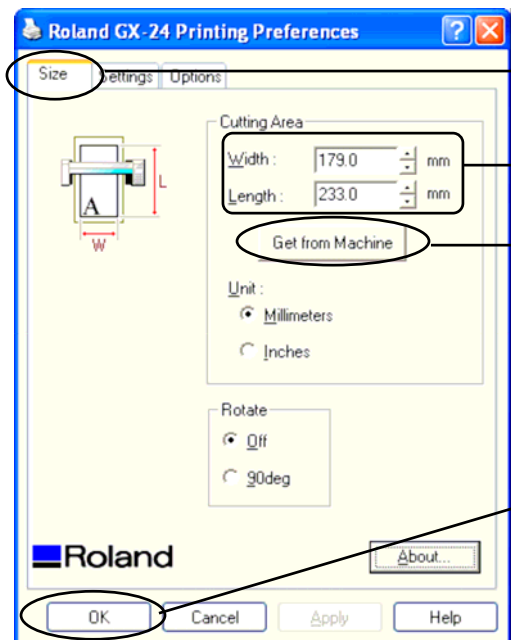 Roland GX-24 Printing Preferences
Size Settings Options
Cutting Area
Width : 179.0 mm
Length : 233.0 mm
Get from Machine
Unit :
Millimeters
Inches
L
A
W
Rotate
Off
90deg
Roland
About...
OK Cancel Apply Help